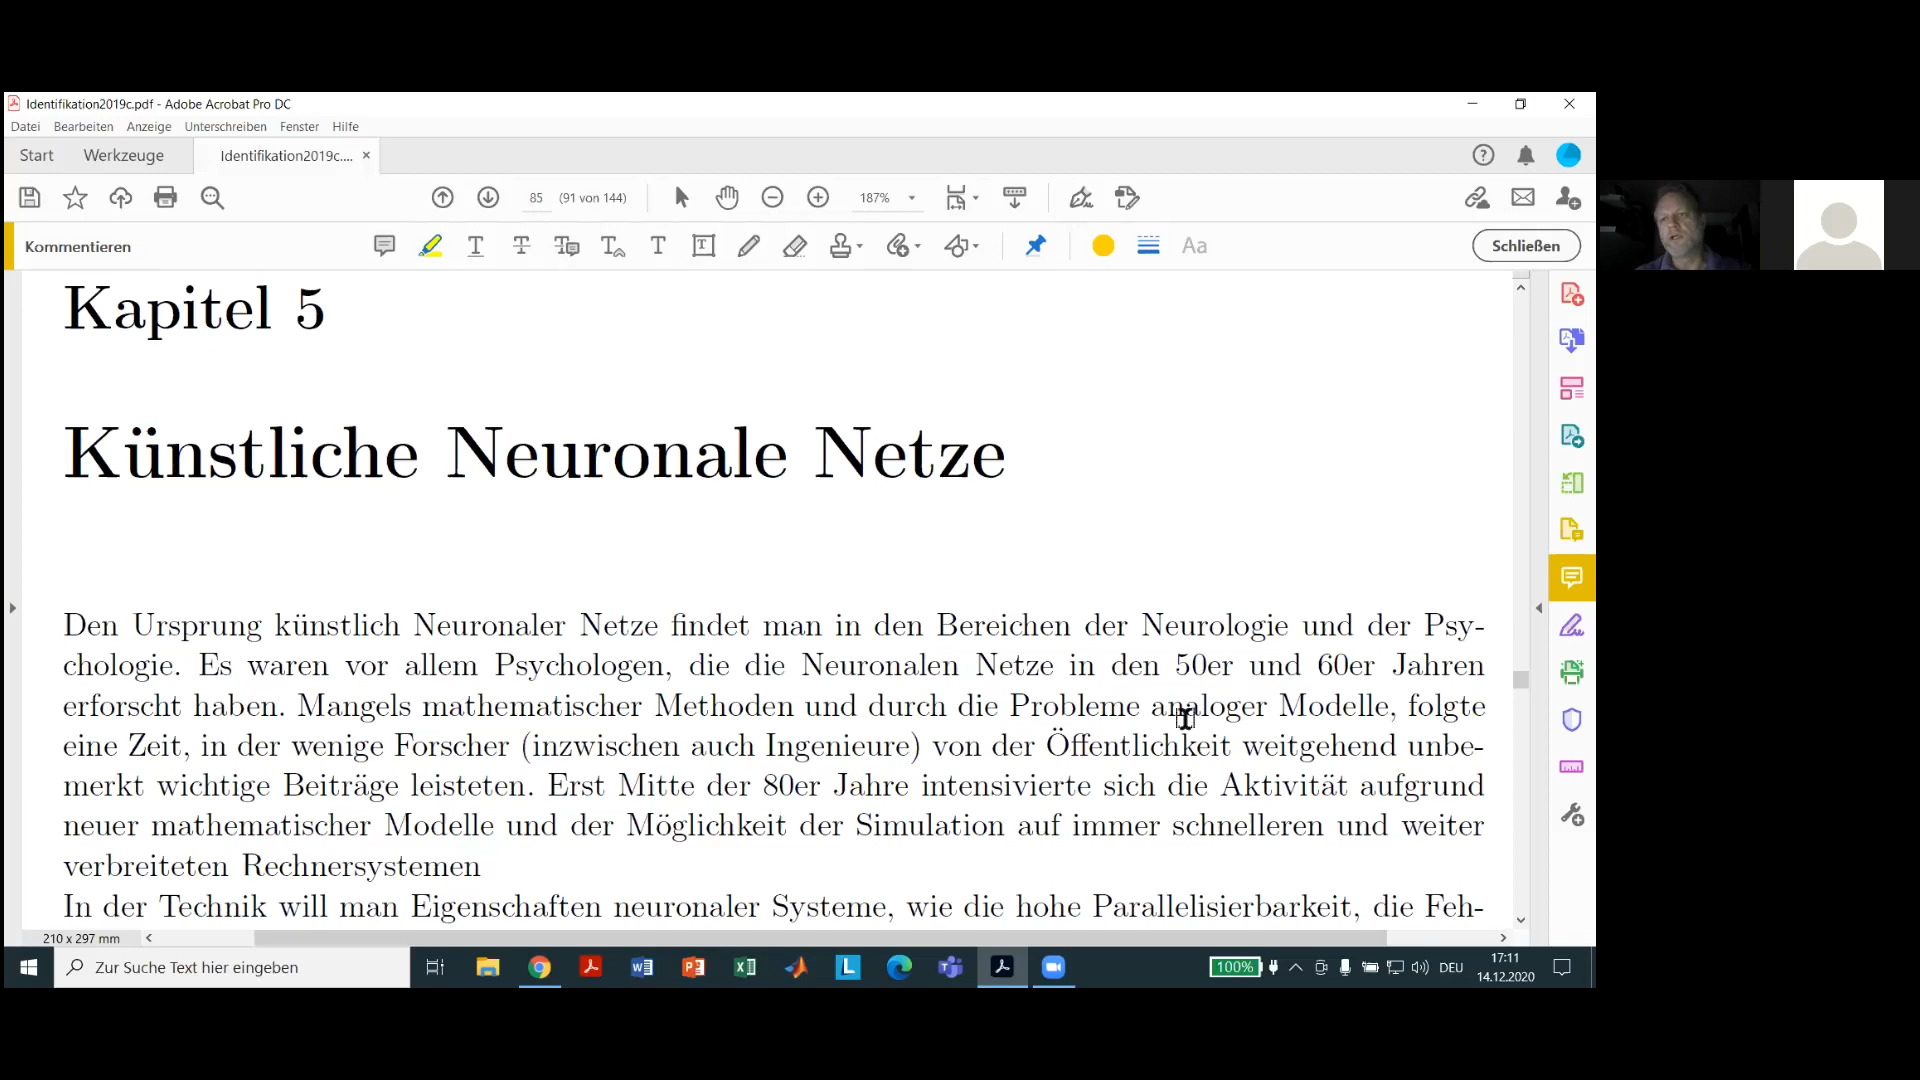 Identifikation2019c.pdf - Adobe Acrobat Pro DC
Datei Bearbeiten Anzeige Unterschreiben Fenster Hilfe
Start Werkzeuge Identifikation2019c.... ×
85 (91 von 144) 187%
Kommentieren Aa Schließen
Kapitel 5
Künstliche Neuronale Netze
Den Ursprung künstlich Neuronaler Netze findet man in den Bereichen der Neurologie und der Psy-
chologie. Es waren vor allem Psychologen, die die Neuronalen Netze in den 50er und 60er Jahren
erforscht haben. Mangels mathematischer Methoden und durch die Probleme analoger Modelle, folgte
eine Zeit, in der wenige Forscher (inzwischen auch Ingenieure) von der Öffentlichkeit weitgehend unbe-
merkt wichtige Beiträge leisteten. Erst Mitte der 80er Jahre intensivierte sich die Aktivität aufgrund
neuer mathematischer Modelle und der Möglichkeit der Simulation auf immer schnelleren und weiter
verbreiteten Rechnersystemen
In der Technik will man Eigenschaften neuronaler Systeme, wie die hohe Parallelisierbarkeit, die Feh-
210 x 297 mm
Zur Suche Text hier eingeben
100% DEU 17:11
14.12.2020